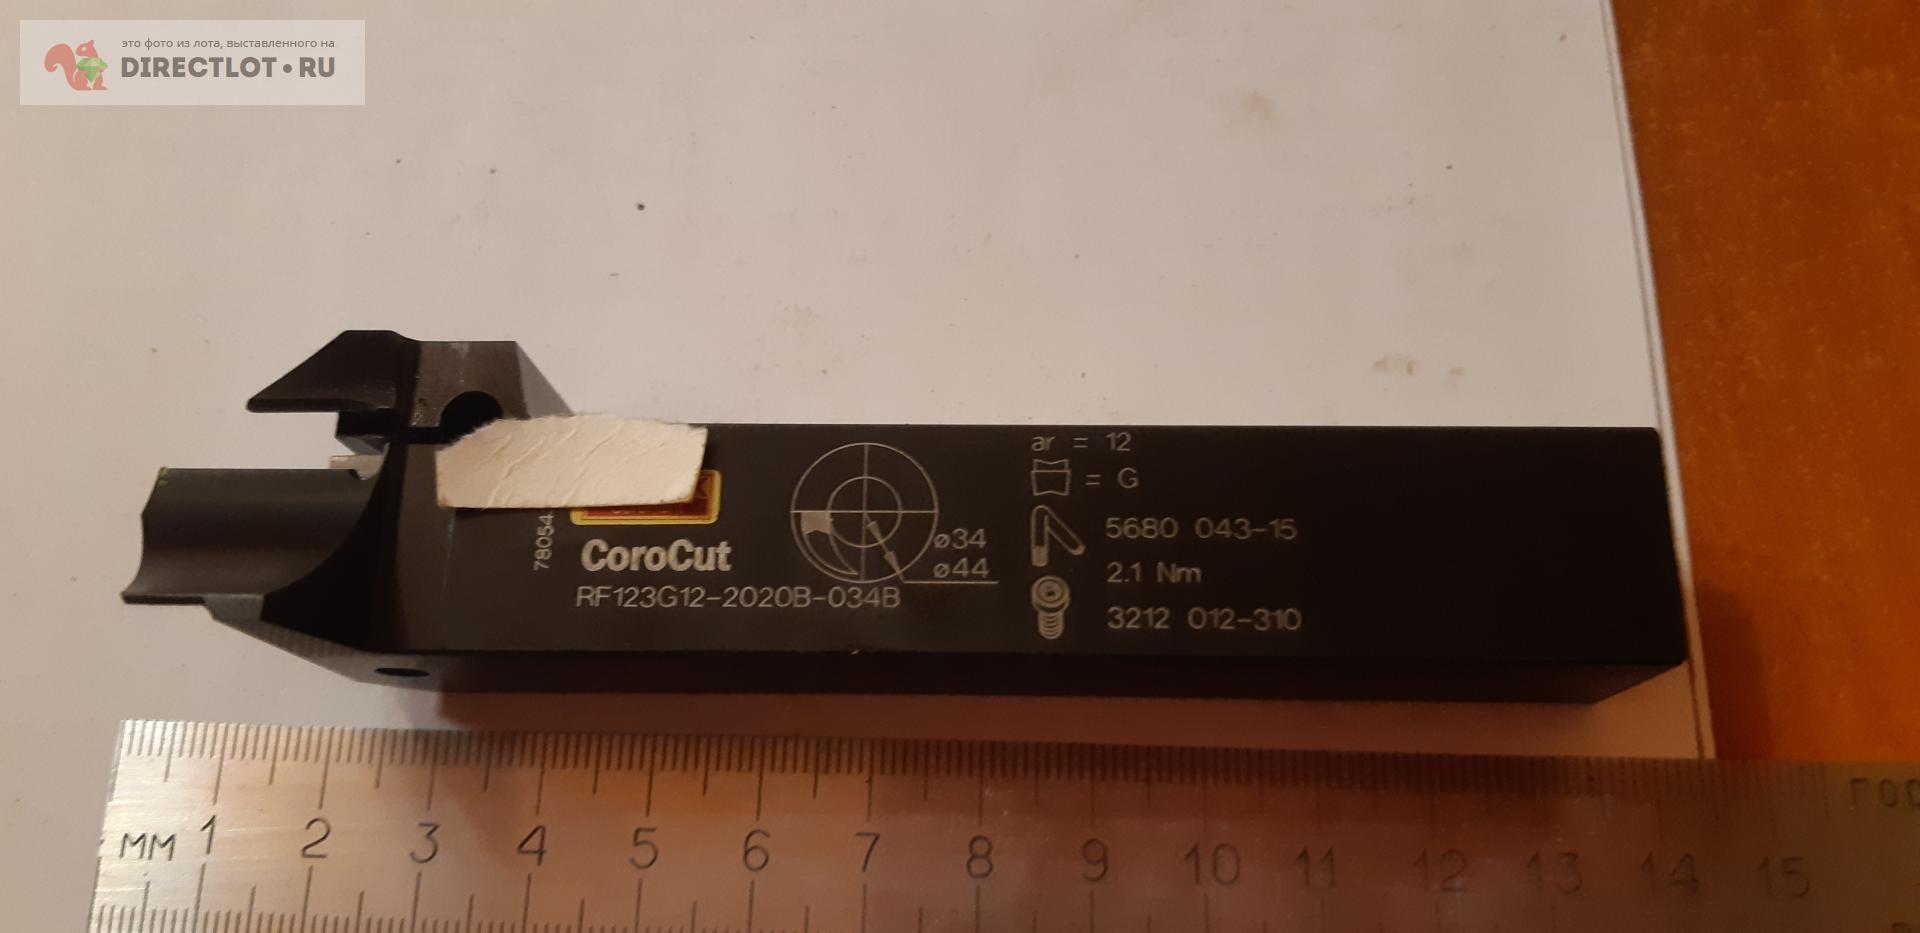 это фото из лота, выставленного на
DIRECTLOT•RU
ar = 12
= G
5680 043-15
2.1 Nm
3212 012-310
ø34
ø44
78054
CoroCut
RF123G12-2020B-034B
мм 1 2 3 4 5 6 7 8 9 10 11 12 13 14 15